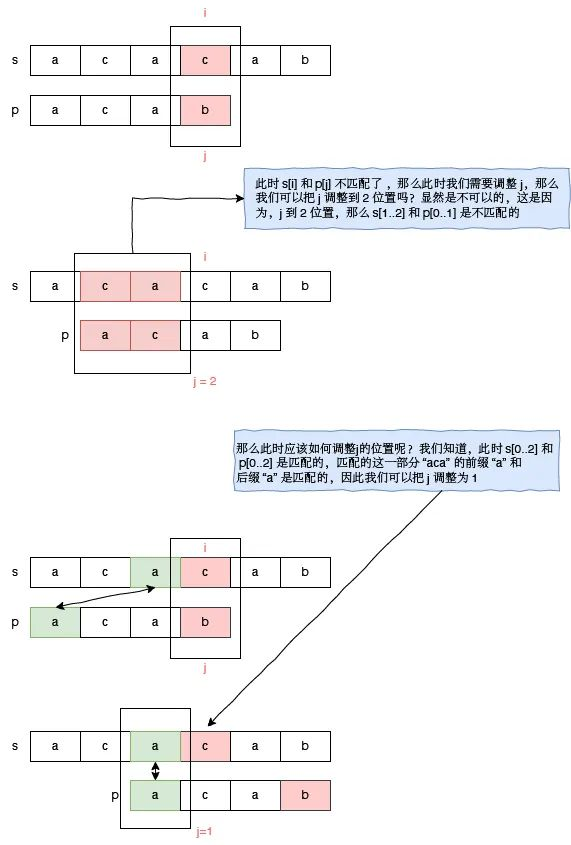 i
s a c a c a b
p a c a b
j
此时 s[i] 和 p[j] 不匹配了，那么此时我们需要调整 j，那么
我们可以把 j 调整到 2 位置吗？显然是不可以的，这是因
为，j 到 2 位置，那么 s[1..2] 和 p[0..1] 是不匹配的
i
s a c a c a b
p a c a b
j = 2
那么此时应该如何调整j的位置呢？我们知道，此时 s[0..2] 和
p[0..2] 是匹配的，匹配的这一部分 “aca” 的前缀 “a” 和
后缀 “a” 是匹配的，因此我们可以把 j 调整为 1
i
s a c a c a b
p a c a b
j
s a c a c a b
p a c a b
j=1